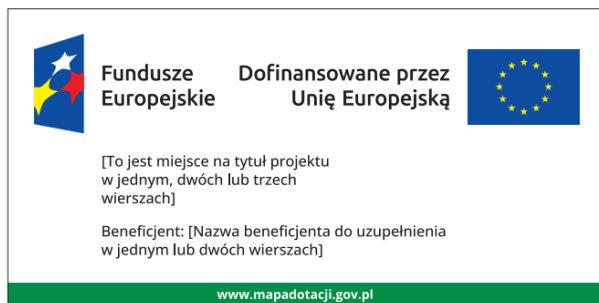 Fundusze
Europejskie
Dofinansowane przez
Unię Europejską
[To jest miejsce na tytuł projektu
w jednym, dwóch lub trzech
wierszach]
Beneficjent: [Nazwa beneficjenta do uzupełnienia
w jednym lub dwóch wierszach]
www.mapadotacji.gov.pl